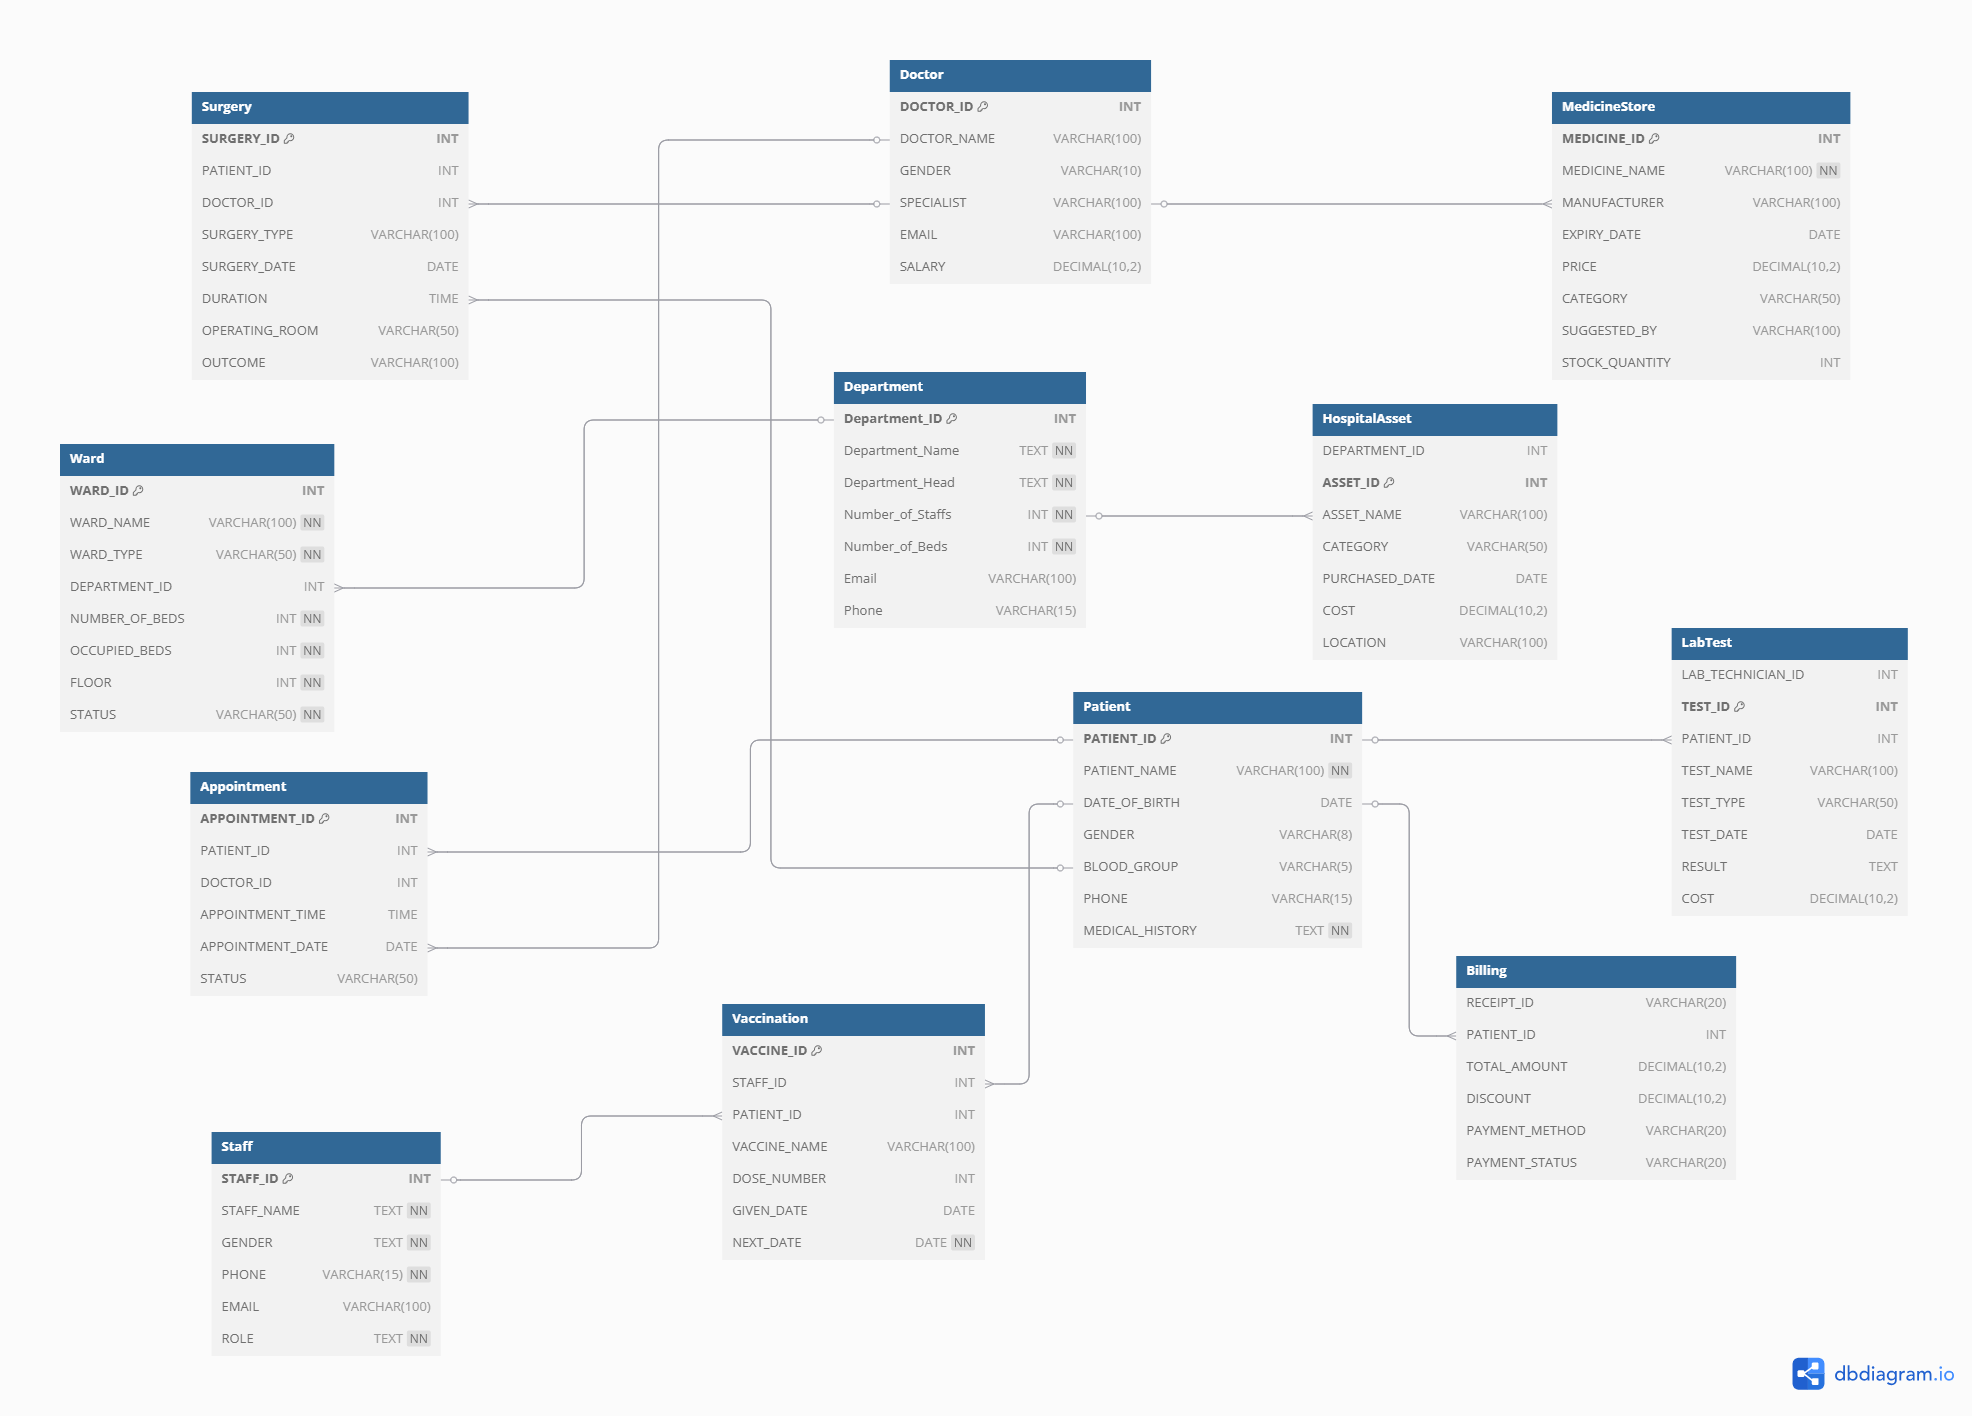 Doctor
DOCTOR_ID INT
DOCTOR_NAME VARCHAR(100)
GENDER VARCHAR(10)
SPECIALIST VARCHAR(100)
EMAIL VARCHAR(100)
SALARY DECIMAL(10,2)
Surgery
SURGERY_ID INT
PATIENT_ID INT
DOCTOR_ID INT
SURGERY_TYPE VARCHAR(100)
SURGERY_DATE DATE
DURATION TIME
OPERATING_ROOM VARCHAR(50)
OUTCOME VARCHAR(100)
MedicineStore
MEDICINE_ID INT
MEDICINE_NAME VARCHAR(100) NN
MANUFACTURER VARCHAR(100)
EXPIRY_DATE DATE
PRICE DECIMAL(10,2)
CATEGORY VARCHAR(50)
SUGGESTED_BY VARCHAR(100)
STOCK_QUANTITY INT
Department
Department_ID INT
Department_Name TEXT NN
Department_Head TEXT NN
Number_of_Staffs INT NN
Number_of_Beds INT NN
Email VARCHAR(100)
Phone VARCHAR(15)
HospitalAsset
DEPARTMENT_ID INT
ASSET_ID INT
ASSET_NAME VARCHAR(100)
CATEGORY VARCHAR(50)
PURCHASED_DATE DATE
COST DECIMAL(10,2)
LOCATION VARCHAR(100)
Ward
WARD_ID INT
WARD_NAME VARCHAR(100) NN
WARD_TYPE VARCHAR(50) NN
DEPARTMENT_ID INT
NUMBER_OF_BEDS INT NN
OCCUPIED_BEDS INT NN
FLOOR INT NN
STATUS VARCHAR(50) NN
LabTest
LAB_TECHNICIAN_ID INT
TEST_ID INT
PATIENT_ID INT
TEST_NAME VARCHAR(100)
TEST_TYPE VARCHAR(50)
TEST_DATE DATE
RESULT TEXT
COST DECIMAL(10,2)
Patient
PATIENT_ID INT
PATIENT_NAME VARCHAR(100) NN
DATE_OF_BIRTH DATE
GENDER VARCHAR(8)
BLOOD_GROUP VARCHAR(5)
PHONE VARCHAR(15)
MEDICAL_HISTORY TEXT NN
Appointment
APPOINTMENT_ID INT
PATIENT_ID INT
DOCTOR_ID INT
APPOINTMENT_TIME TIME
APPOINTMENT_DATE DATE
STATUS VARCHAR(50)
Billing
RECEIPT_ID VARCHAR(20)
PATIENT_ID INT
TOTAL_AMOUNT DECIMAL(10,2)
DISCOUNT DECIMAL(10,2)
PAYMENT_METHOD VARCHAR(20)
PAYMENT_STATUS VARCHAR(20)
Vaccination
VACCINE_ID INT
STAFF_ID INT
PATIENT_ID INT
VACCINE_NAME VARCHAR(100)
DOSE_NUMBER INT
GIVEN_DATE DATE
NEXT_DATE DATE NN
Staff
STAFF_ID INT
STAFF_NAME TEXT NN
GENDER TEXT NN
PHONE VARCHAR(15) NN
EMAIL VARCHAR(100)
ROLE TEXT NN
dbdiagram.io